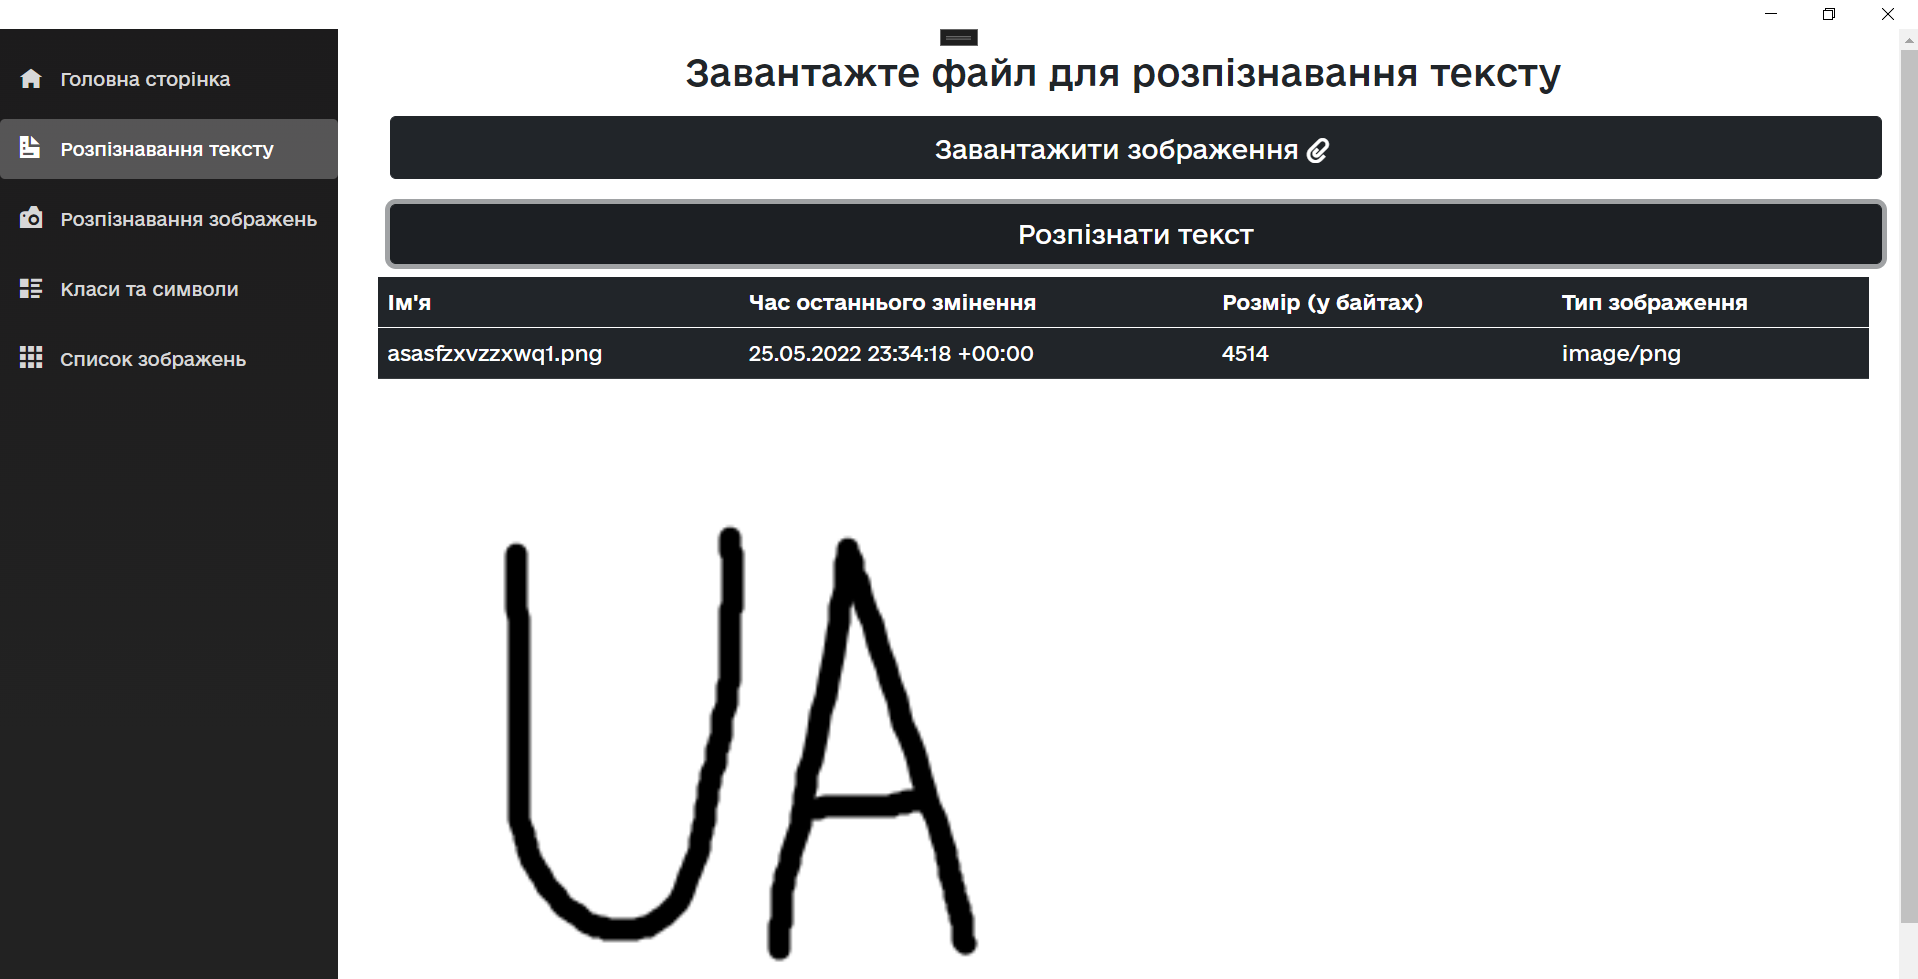 Головна сторінка
Розпізнавання тексту
Розпізнавання зображень
Класи та символи
Список зображень
Завантажте файл для розпізнавання тексту
Завантажити зображення
Розпізнати текст
Ім'я Час останнього змінення Розмір (у байтах) Тип зображення
asasfzxvzzxwq1.png 25.05.2022 23:34:18 +00:00 4514 image/png
UA